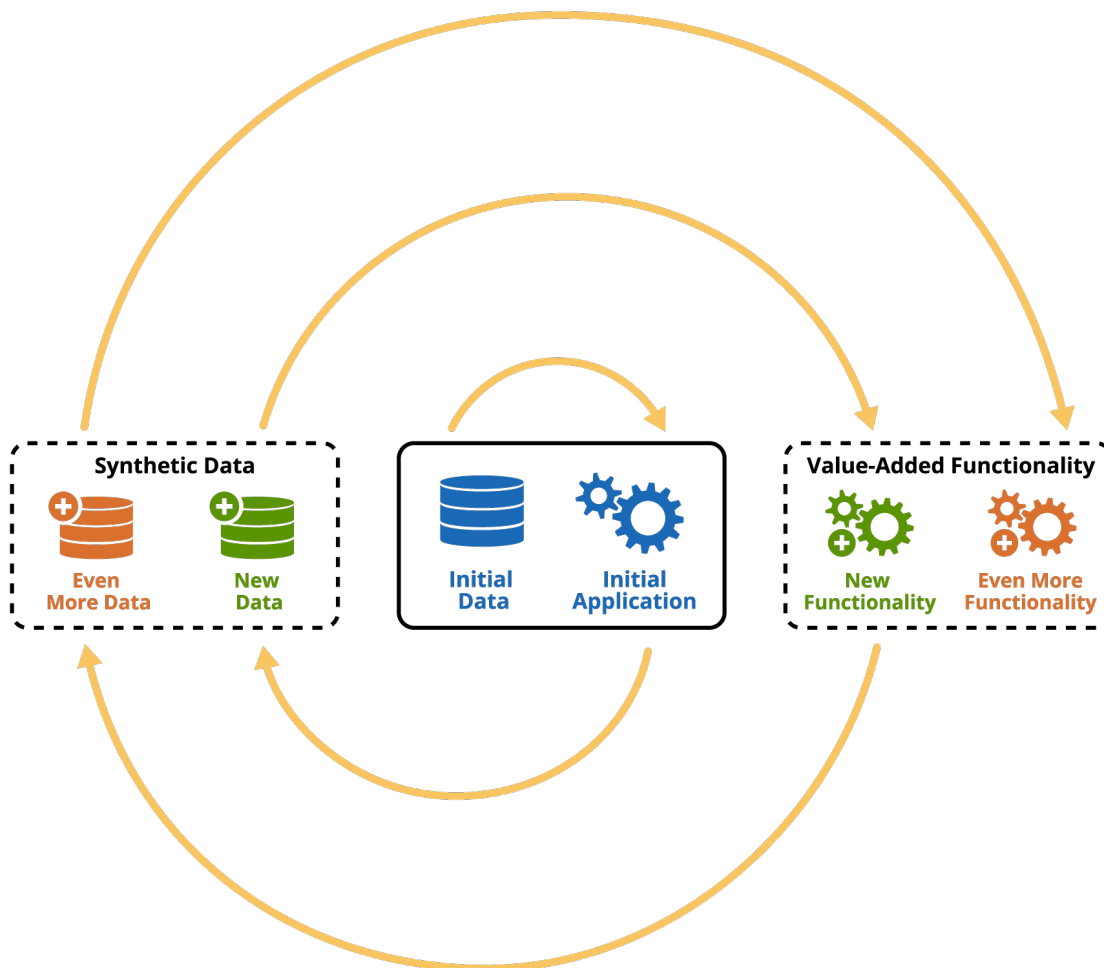 Synthetic Data
Even
More Data
New
Data
Initial
Data
Initial
Application
Value-Added Functionality
New
Functionality
Even More
Functionality